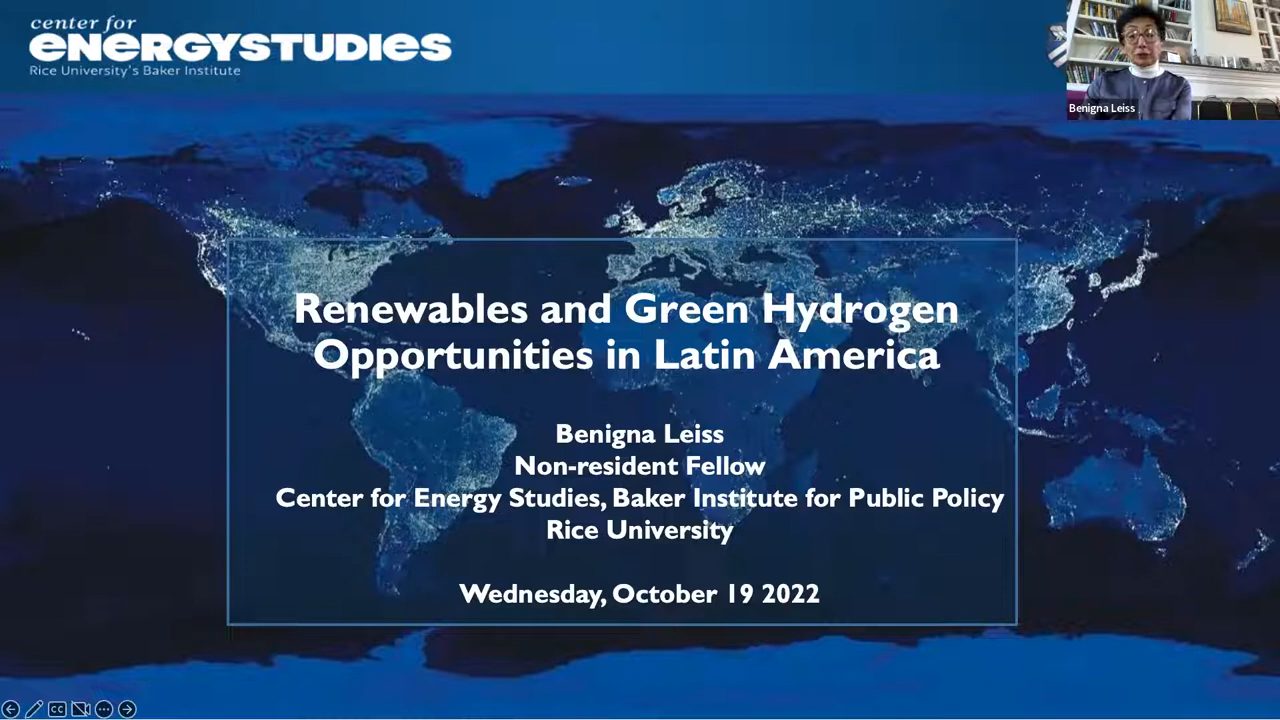 center for
eNeRGYSTUDIes
Rice University's Baker Institute
Benigna Leiss
Renewables and Green Hydrogen
Opportunities in Latin America
Benigna Leiss
Non-resident Fellow
Center for Energy Studies, Baker Institute for Public Policy
Rice University
Wednesday, October 19 2022
CC